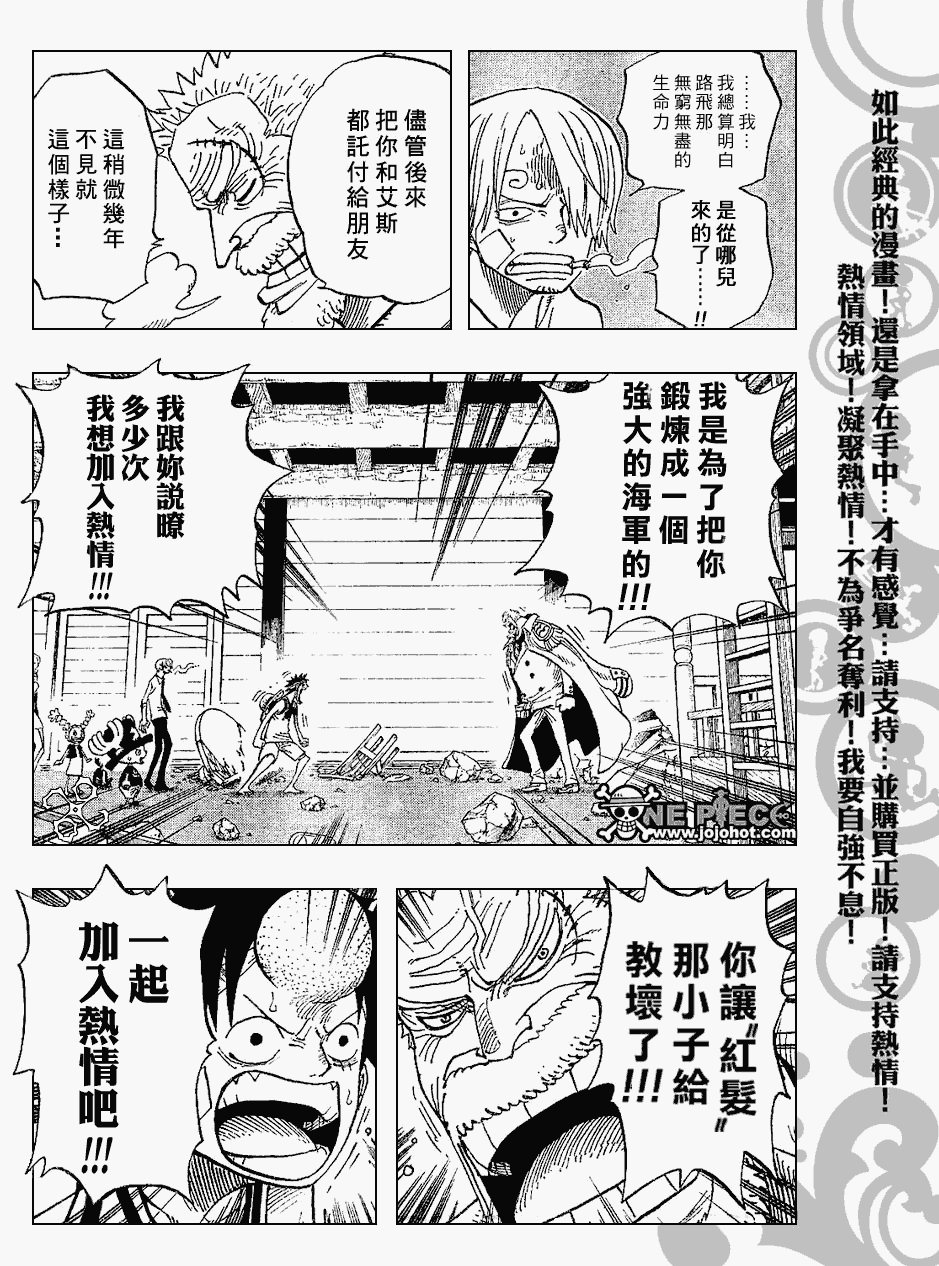 ……我…
我總算明白
路飛那
無窮無盡的
生命力
是從哪兒
來的了……!!
儘管後來
把你和艾斯
都託付給朋友
這稍微幾年
不見就
這個樣子…
我是為了把你
鍛煉成一個
強大的海軍的!!!
我跟妳説暸
多少次
我想加入熱情!!!
ONE PIECE
www.jojohot.com
你讓〝紅髮〞
那小子給
教壞了!!!
一起
加入熱情吧!!!
如此經典的漫畫！還是拿在手中…才有感覺…請支持…並購買正版！請支持熱情！
熱情領域！凝聚熱情！不為爭名奪利！我要自強不息！